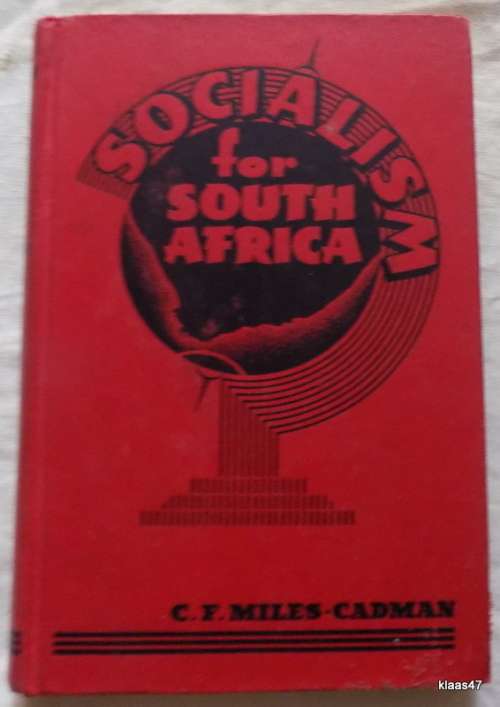 SOCIALISM
for
SOUTH
AFRICA
C. F. MILES-CADMAN
klaas47